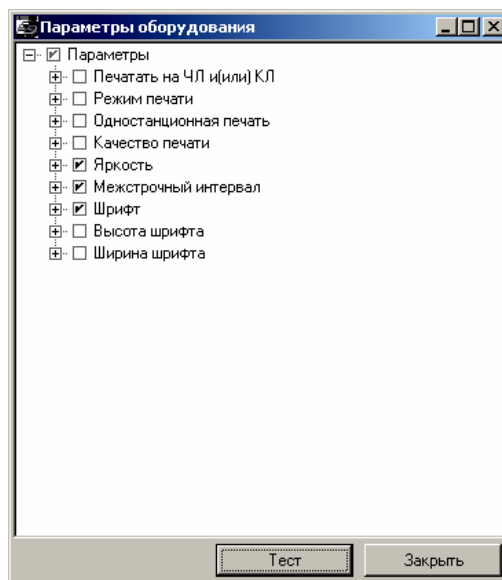 Параметры оборудования
Параметры
Печатать на ЧЛ и(или) КЛ
Режим печати
Одностанционная печать
Качество печати
Яркость
Межстрочный интервал
Шрифт
Высота шрифта
Ширина шрифта
Тест Закрыть